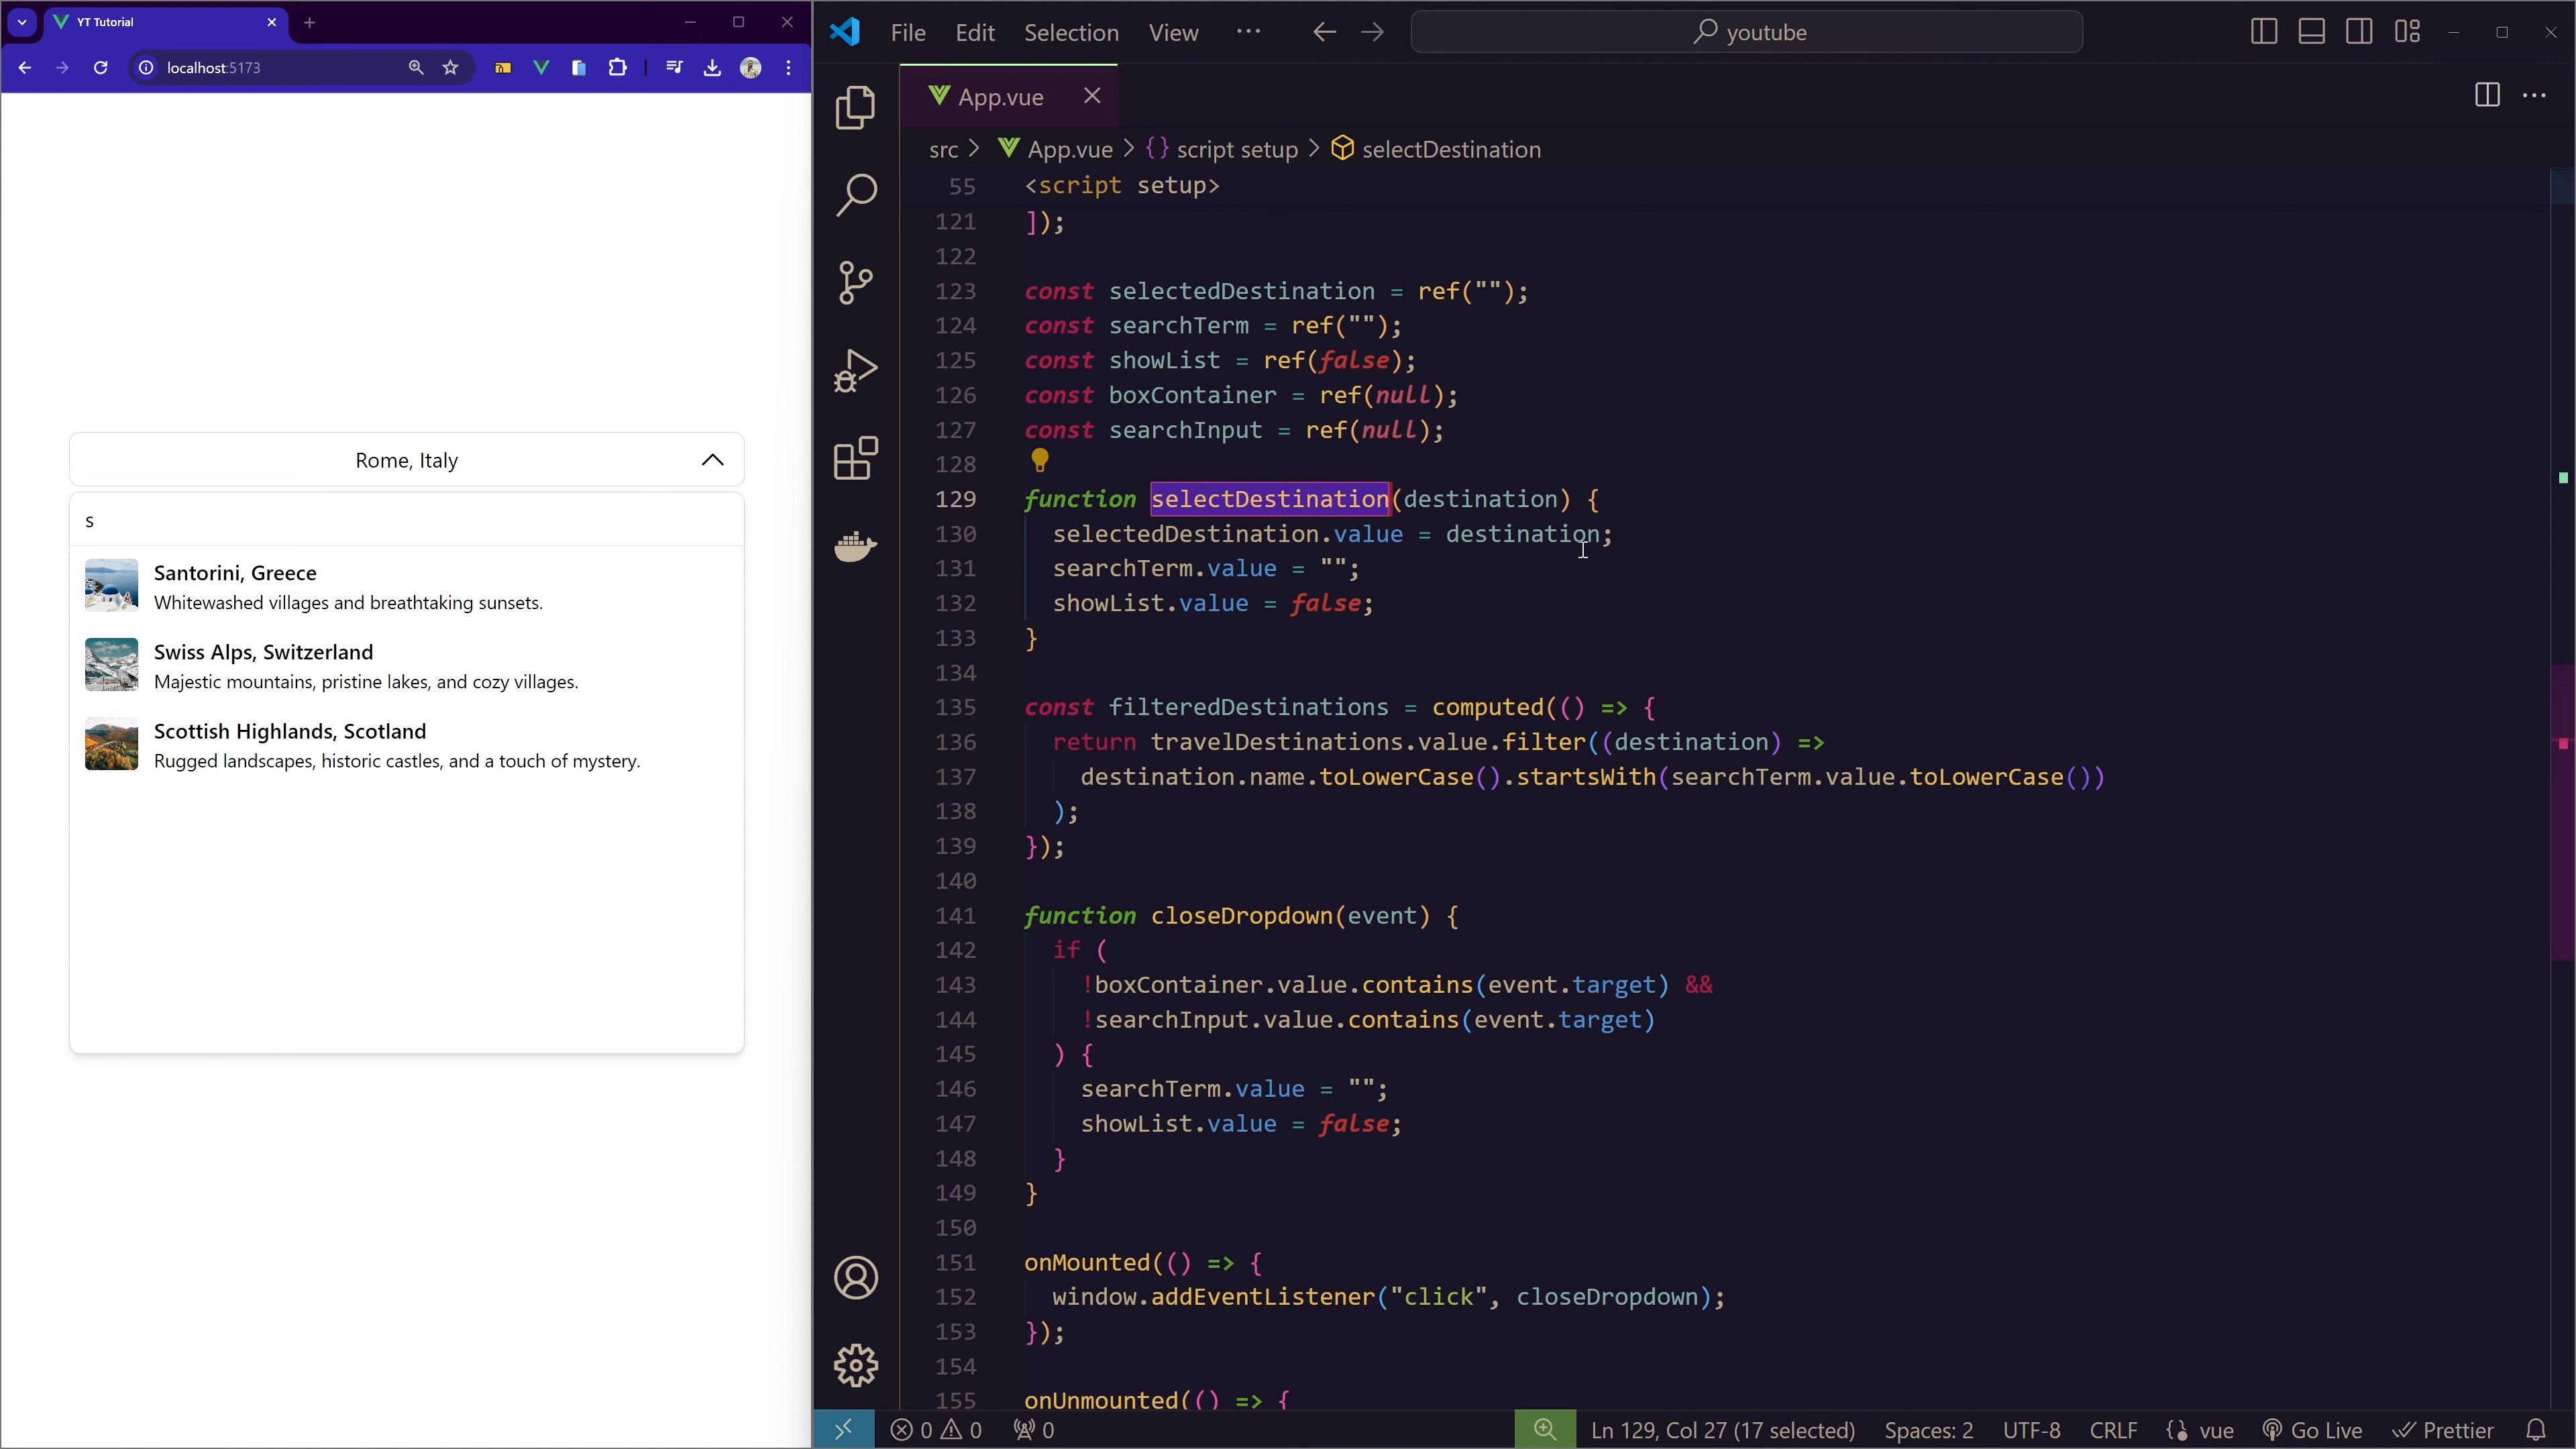 YT Tutorial
localhost:5173
Rome, Italy
s
Santorini, Greece
Whitewashed villages and breathtaking sunsets.
Swiss Alps, Switzerland
Majestic mountains, pristine lakes, and cozy villages.
Scottish Highlands, Scotland
Rugged landscapes, historic castles, and a touch of mystery.
File Edit Selection View ··· youtube
App.vue
src > App.vue > {} script setup > selectDestination
55 <script setup>
121 ]);
122
123 const selectedDestination = ref("");
124 const searchTerm = ref("");
125 const showList = ref(false);
126 const boxContainer = ref(null);
127 const searchInput = ref(null);
128
129 function selectDestination(destination) {
130 selectedDestination.value = destination;
131 searchTerm.value = "";
132 showList.value = false;
133 }
134
135 const filteredDestinations = computed(() => {
136 return travelDestinations.value.filter((destination) =>
137 destination.name.toLowerCase().startsWith(searchTerm.value.toLowerCase())
138 );
139 });
140
141 function closeDropdown(event) {
142 if (
143 !boxContainer.value.contains(event.target) &&
144 !searchInput.value.contains(event.target)
145 ) {
146 searchTerm.value = "";
147 showList.value = false;
148 }
149 }
150
151 onMounted(() => {
152 window.addEventListener("click", closeDropdown);
153 });
154
155 onUnmounted(() => {
0 0 0 Ln 129, Col 27 (17 selected) Spaces: 2 UTF-8 CRLF vue Go Live Prettier